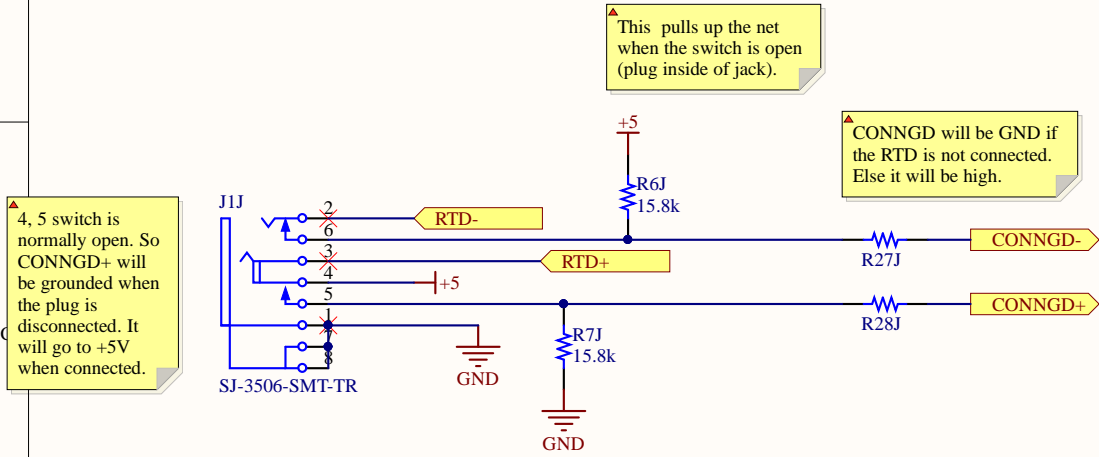 This  pulls up the net
when the switch is open
(plug inside of jack).
+5
CONNGD will be GND if
the RTD is not connected.
Else it will be high.
R6J
15.8k
J1J
4, 5 switch is
normally open. So
CONNGD+ will
be grounded when
the plug is
disconnected. It
will go to +5V
when connected.
2
RTD-
6
CONNGD-
R27J
3
RTD+
4
+5
5
CONNGD+
R28J
1
7
8
R7J
15.8k
GND
SJ-3506-SMT-TR
GND